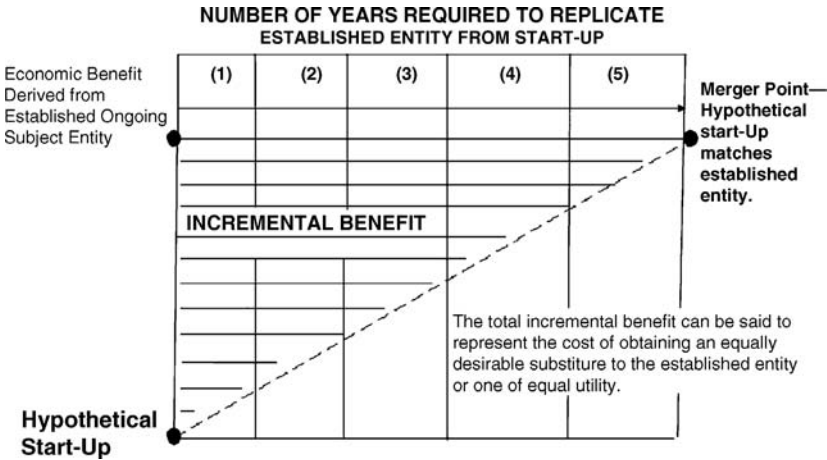 NUMBER OF YEARS REQUIRED TO REPLICATE
ESTABLISHED ENTITY FROM START-UP
Economic Benefit
Derived from
Established Ongoing
Subject Entity
(1) (2) (3) (4) (5)
Merger Point—
Hypothetical
start-Up
matches
established
entity.
INCREMENTAL BENEFIT
The total incremental benefit can be said to
represent the cost of obtaining an equally
desirable substiture to the established entity
or one of equal utility.
Hypothetical
Start-Up